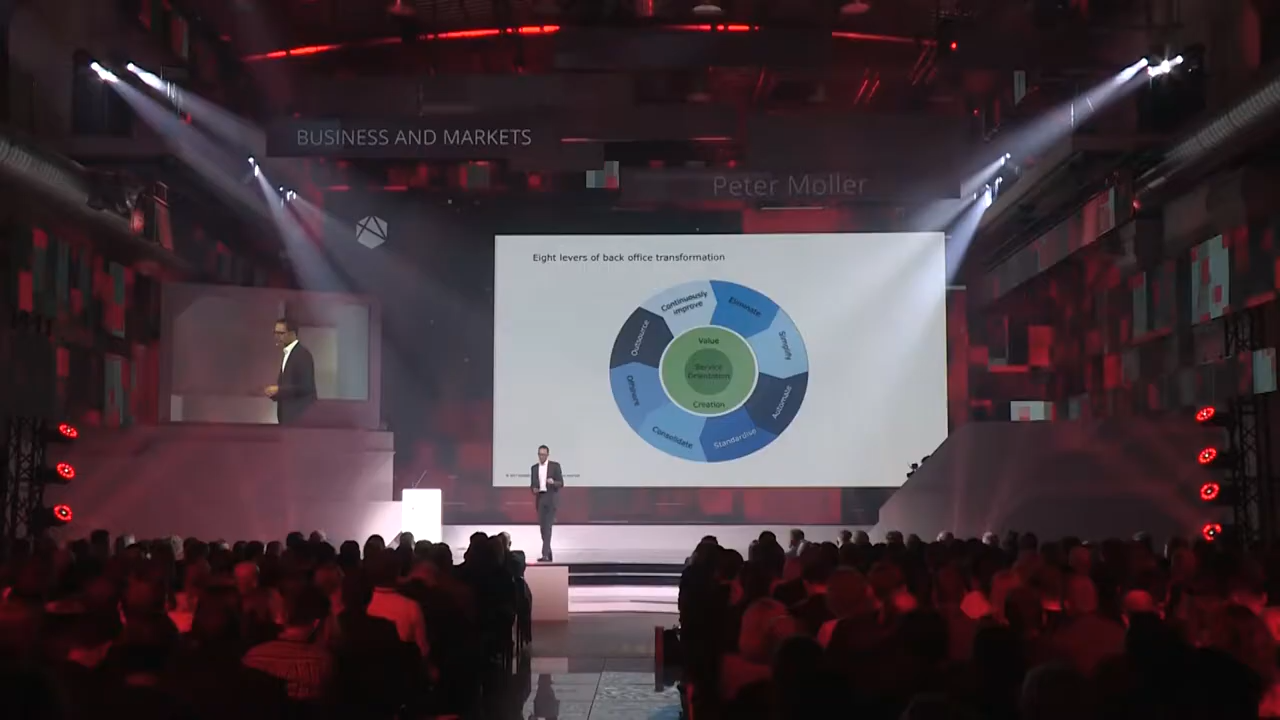 BUSINESS AND MARKETS
Peter Moller
Eight levers of back office transformation
Continuously
improve
Eliminate
Simplify
Automate
Standardise
Consolidate
Offshore
Outsource
Value
Service
Orientation
Creation